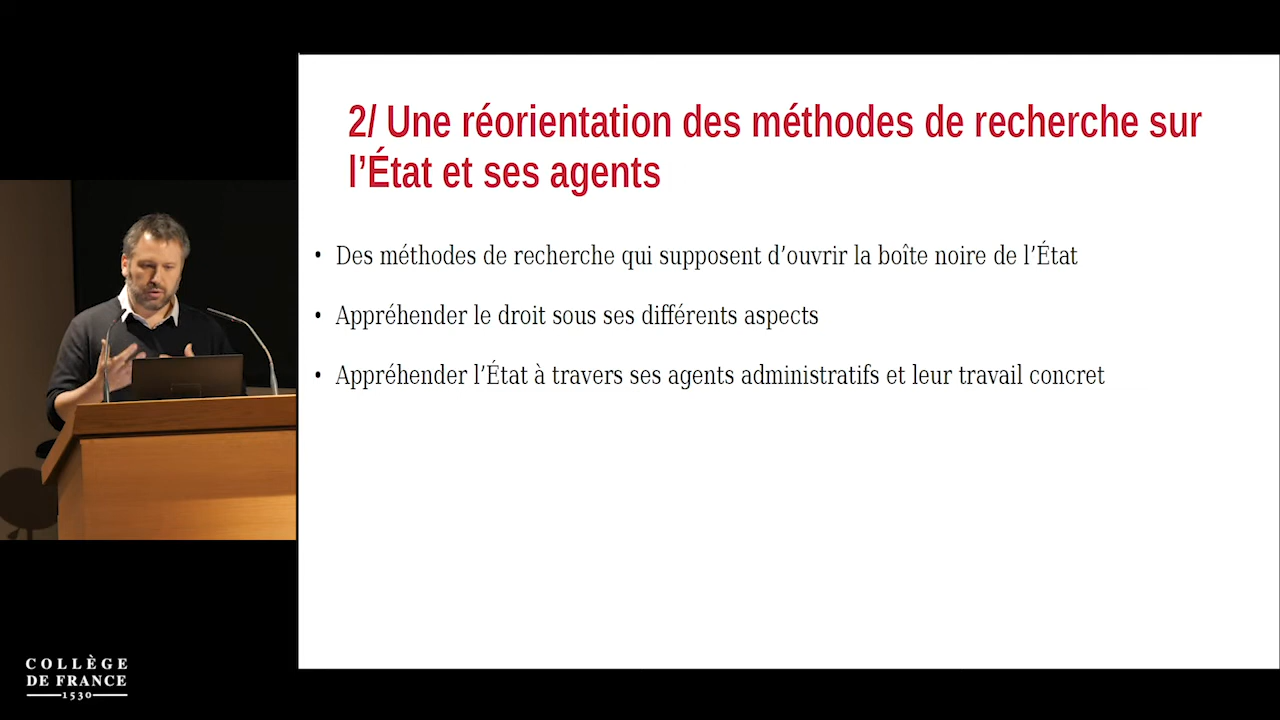 2/ Une réorientation des méthodes de recherche sur
l’État et ses agents
• Des méthodes de recherche qui supposent d’ouvrir la boîte noire de l’État
• Appréhender le droit sous ses différents aspects
• Appréhender l’État à travers ses agents administratifs et leur travail concret
COLLÈGE
DE FRANCE
1530